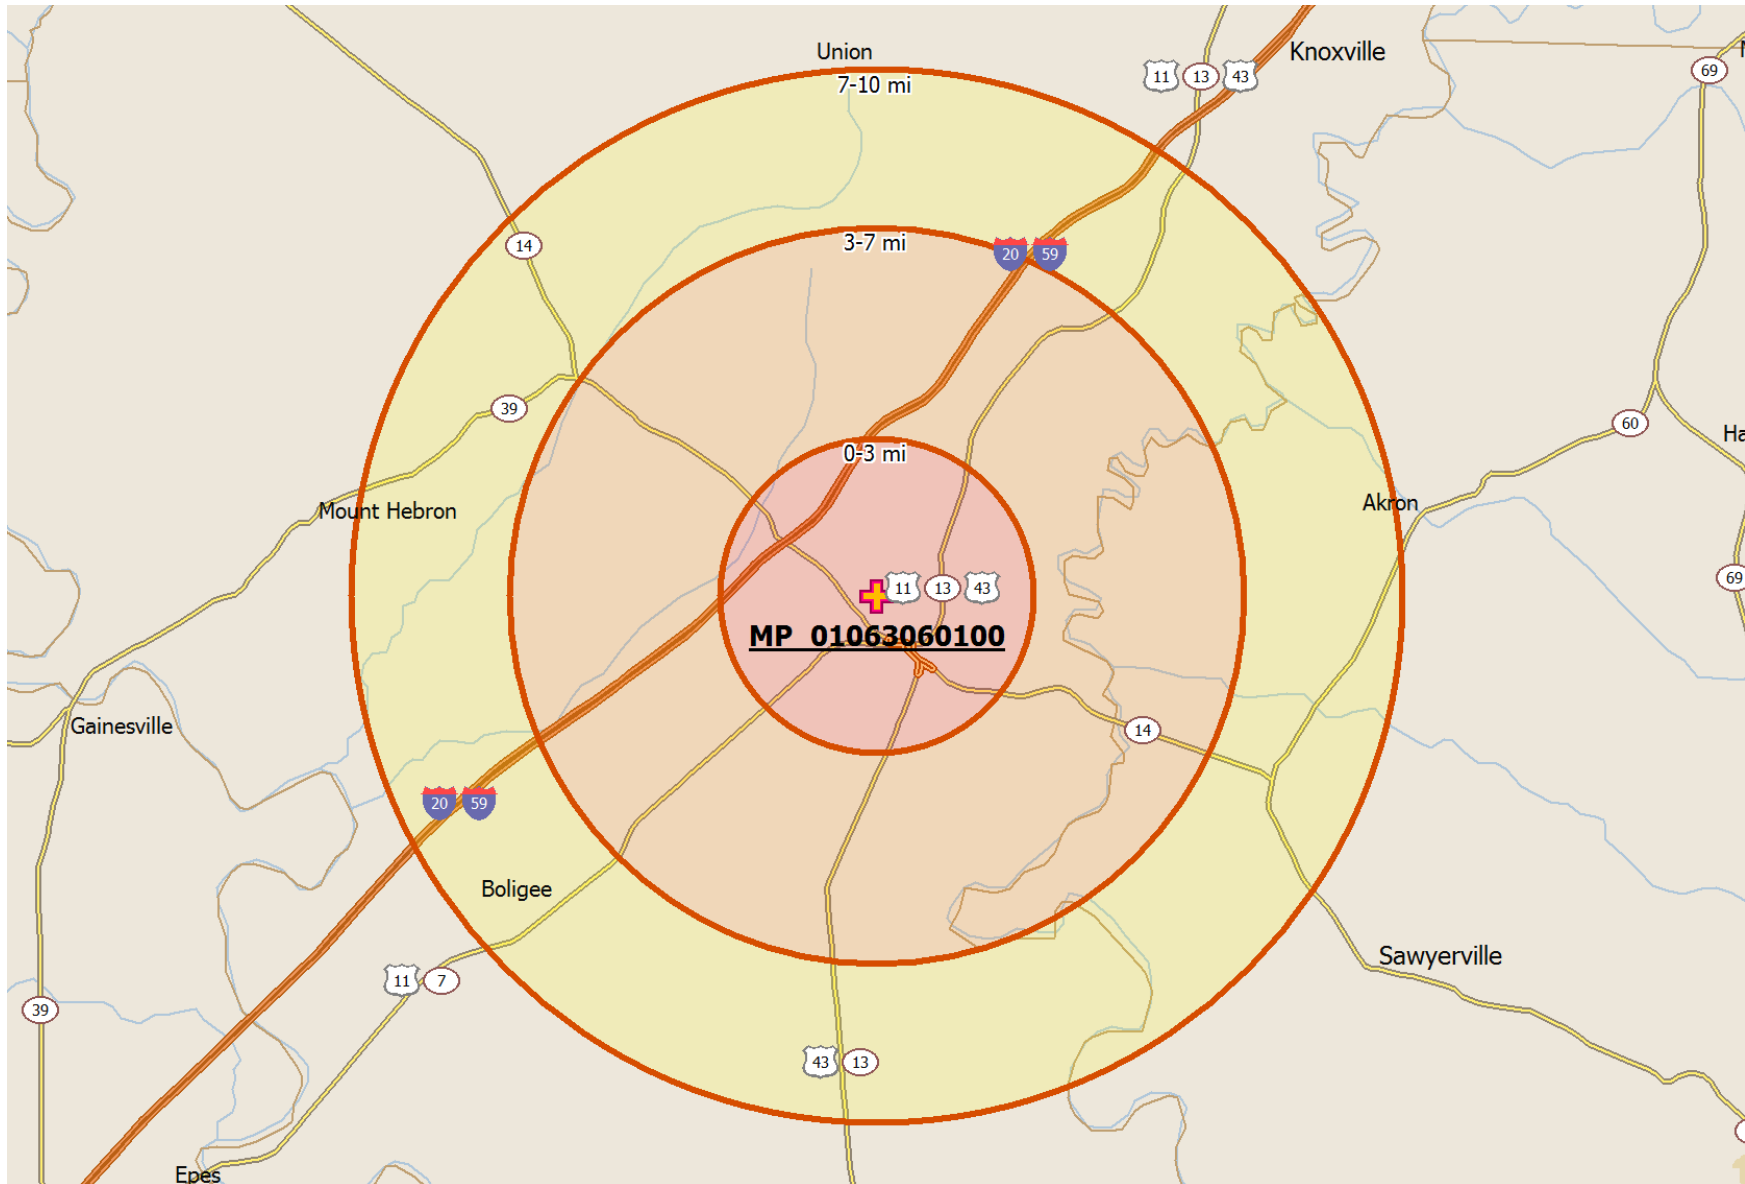 Union
Knoxville
7-10 mi
11 13 43
69
14
3-7 mi
20 59
39
60
Ha
0-3 mi
Mount Hebron
Akron
69
11 13 43
MP_01063060100
Gainesville
14
20 59
Boligee
Sawyerville
11 7
39
43 13
Epes